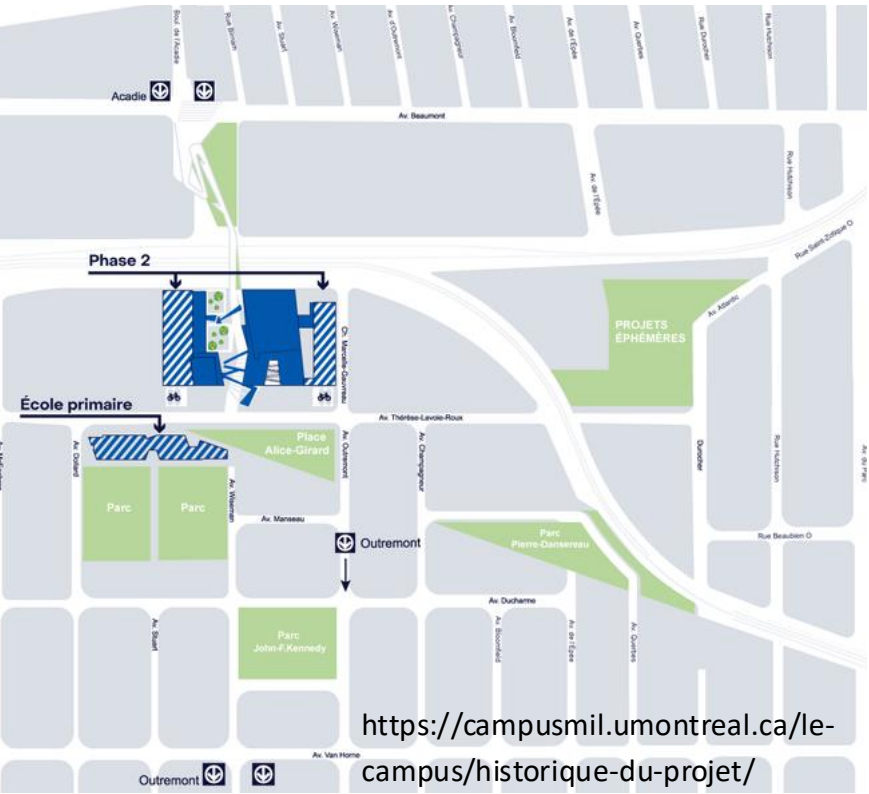 Boul. de l'Acadie
Rue Birnam
Av. Stuart
Av. Wiseman
Av. d'Outremont
Av. Champagneur
Av. Bloomfield
Av. de l'Épée
Av. Querbes
Rue Durocher
Rue Hutchison
Acadie
Av. Beaumont
Av. de l'Épée
Rue Hutchison
Rue Saint-Zotique O
Phase 2
Av. Atlantic
PROJETS
ÉPHÉMÈRES
Ch. Marcelle-Gauvreau
École primaire
Av. Thérèse-Lavoie-Roux
Place
Alice-Girard
Av. Dollard
Av. Outremont
Av. Champagneur
Durocher
Rue Hutchison
Av. du Parc
Parc
Parc
Av. Wiseman
Av. Manseau
Outremont
Parc
Pierre-Dansereau
Rue Beaubien O
Av. Ducharme
Av. Stuart
Av. Bloomfield
Av. de l'Épée
Av. Querbes
Parc
John-F.Kennedy
https://campusmil.umontreal.ca/le-
campus/historique-du-projet/
Av. Van Horne
Outremont